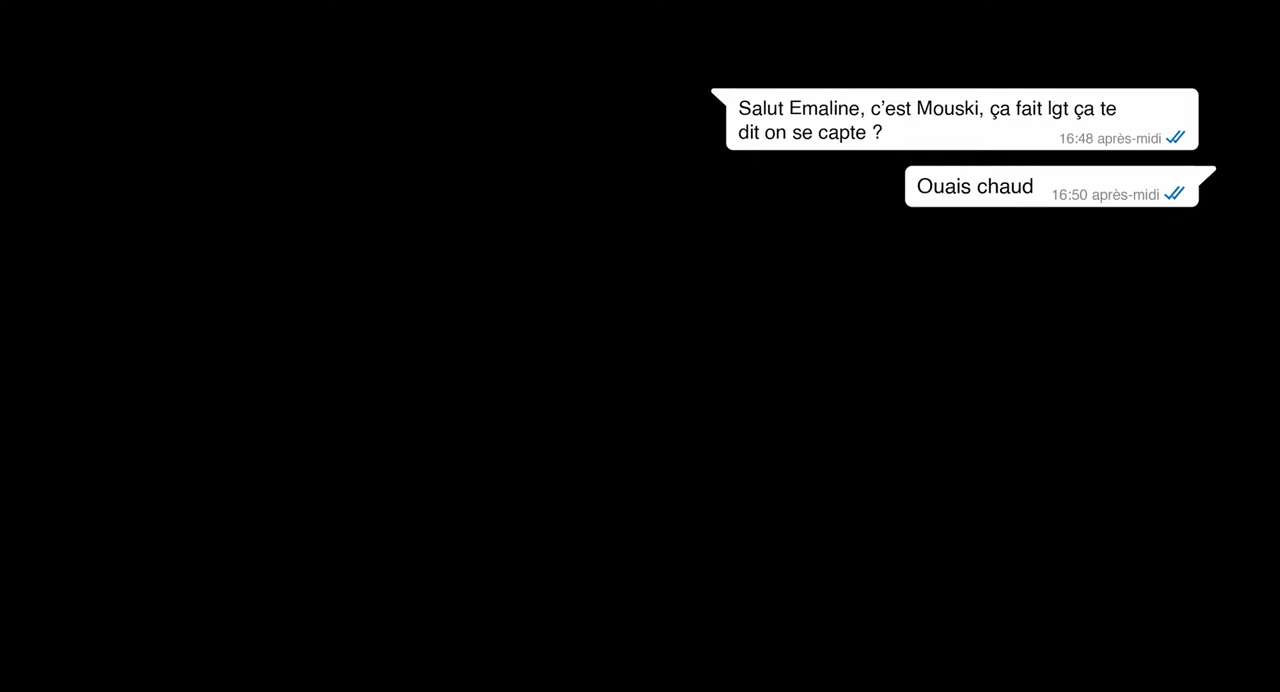 Salut Emaline, c’est Mouski, ça fait lgt ça te
dit on se capte ?
16:48 après-midi
Ouais chaud
16:50 après-midi